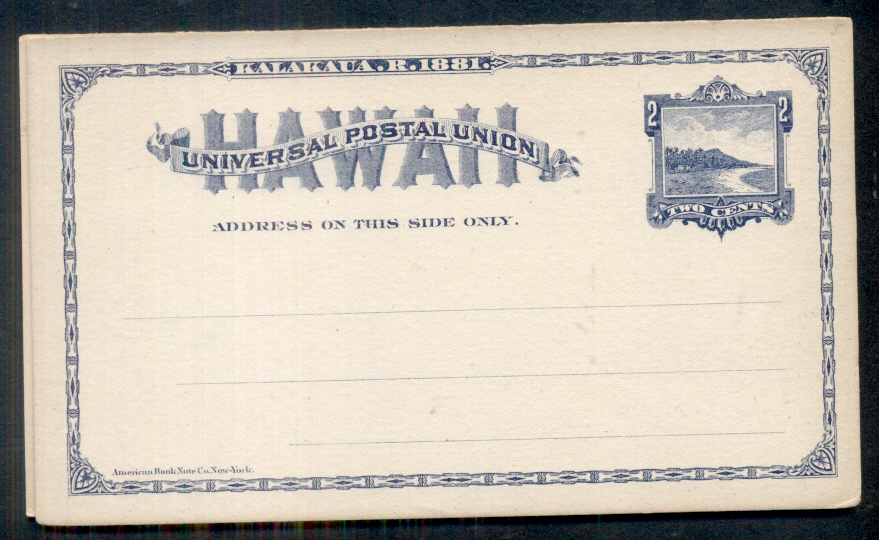 KALAKAUA.R.1881.
HAWAII
UNIVERSAL POSTAL UNION
2 2
TWO CENTS
ADDRESS ON THIS SIDE ONLY.
American Bank Note Co. New-York.